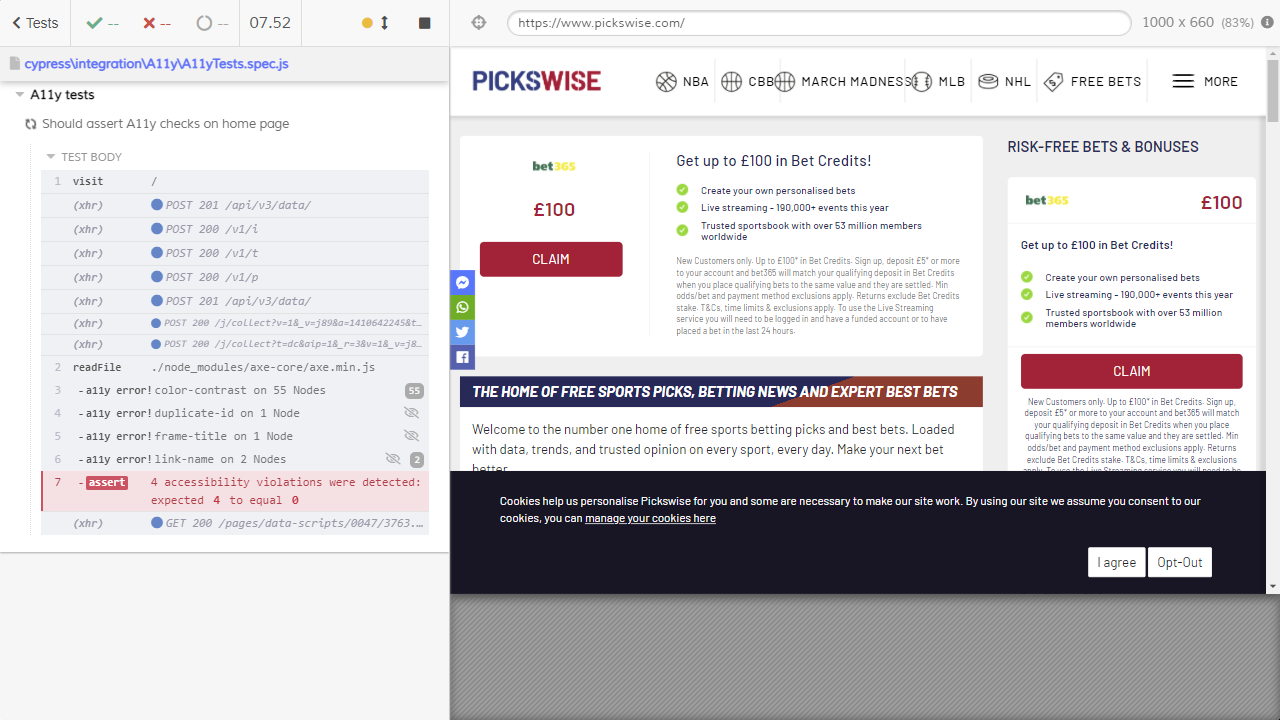 Tests
--
--
--
07.52
https://www.pickswise.com/
1000 x 660 (83%)
cypress\integration\A11y\A11yTests.spec.js
A11y tests
Should assert A11y checks on home page
TEST BODY
1 visit /
(xhr) POST 201 /api/v3/data/
(xhr) POST 200 /v1/i
(xhr) POST 200 /v1/t
(xhr) POST 200 /v1/p
(xhr) POST 201 /api/v3/data/
(xhr) POST 200 /j/collect?v=1&_v=j89&a=1410642245&t…
(xhr) POST 200 /j/collect?t=dc&aip=1&_r=3&v=1&_v=j8…
2 readFile ./node_modules/axe-core/axe.min.js
3 -a11y error! color-contrast on 55 Nodes 55
4 -a11y error! duplicate-id on 1 Node
5 -a11y error! frame-title on 1 Node
6 -a11y error! link-name on 2 Nodes 2
7 -assert 4 accessibility violations were detected:
expected 4 to equal 0
(xhr) GET 200 /pages/data-scripts/0047/3763.…
PICKSWISE
NBA
CBB
MARCH MADNESS
MLB
NHL
FREE BETS
MORE
bet365
£100
CLAIM
Get up to £100 in Bet Credits!
Create your own personalised bets
Live streaming - 190,000+ events this year
Trusted sportsbook with over 53 million members
worldwide
New Customers only. Up to £100* in Bet Credits. Sign up, deposit £5* or more
to your account and bet365 will match your qualifying deposit in Bet Credits
when you place qualifying bets to the same value and they are settled. Min
odds/bet and payment method exclusions apply. Returns exclude Bet Credits
stake. T&Cs, time limits & exclusions apply. To use the Live Streaming
service you will need to be logged in and have a funded account or to have
placed a bet in the last 24 hours.
THE HOME OF FREE SPORTS PICKS, BETTING NEWS AND EXPERT BEST BETS
Welcome to the number one home of free sports betting picks and best bets. Loaded
with data, trends, and trusted opinion on every sport, every day. Make your next bet
better.
RISK-FREE BETS & BONUSES
bet365
£100
Get up to £100 in Bet Credits!
Create your own personalised bets
Live streaming - 190,000+ events this year
Trusted sportsbook with over 53 million
members worldwide
CLAIM
New Customers only. Up to £100* in Bet Credits. Sign up,
deposit £5* or more to your account and bet365 will match
your qualifying deposit in Bet Credits when you place
qualifying bets to the same value and they are settled. Min
odds/bet and payment method exclusions apply. Returns
exclude Bet Credits stake. T&Cs, time limits & exclusions
apply. To use the Live Streaming service you will need to be
Cookies help us personalise Pickswise for you and some are necessary to make our site work. By using our site we assume you consent to our
cookies, you can manage your cookies here
I agree
Opt-Out